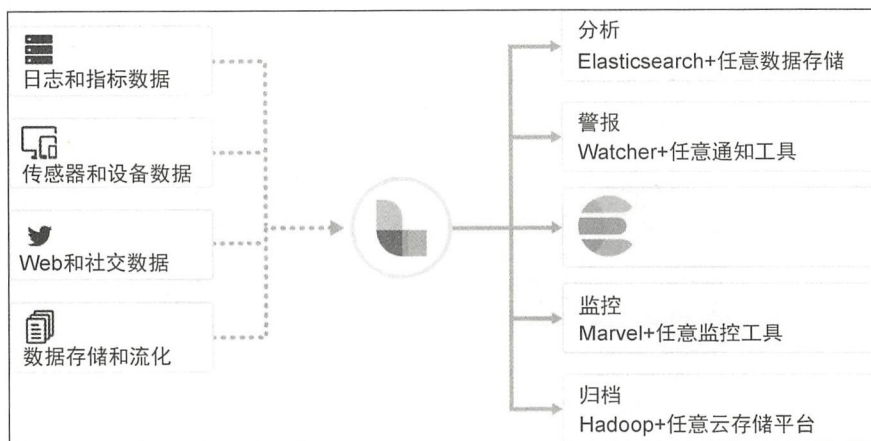 日志和指标数据
传感器和设备数据
Web和社交数据
数据存储和流化
分析
Elasticsearch+任意数据存储
警报
Watcher+任意通知工具
监控
Marvel+任意监控工具
归档
Hadoop+任意云存储平台